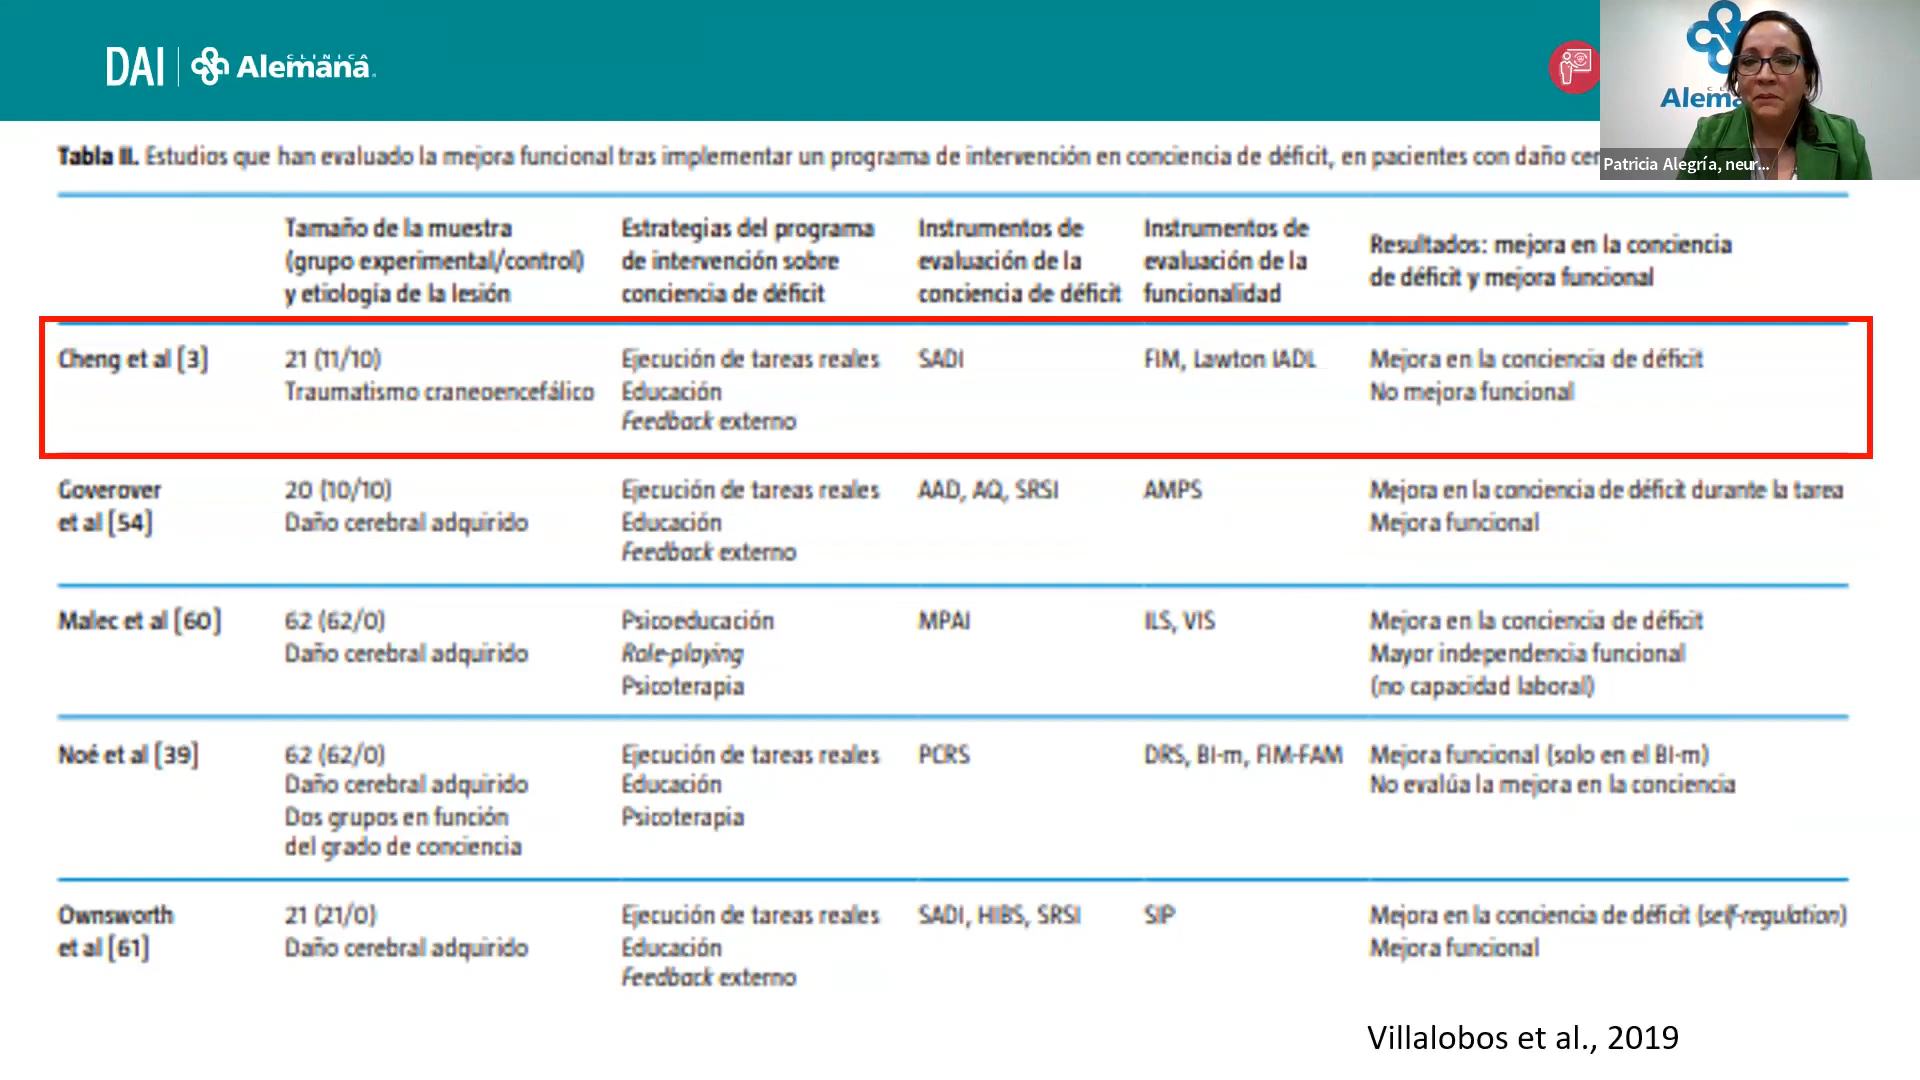 DAI
CLINICA
Alemana
CLI
Alema
Patricia Alegría, neur...
Tabla II. Estudios que han evaluado la mejora funcional tras implementar un programa de intervención en conciencia de déficit, en pacientes con daño cer
Tamaño de la muestra
(grupo experimental/control)
y etiología de la lesión
Estrategias del programa
de intervención sobre
conciencia de déficit
Instrumentos de
evaluación de la
conciencia de déficit
Instrumentos de
evaluación de la
funcionalidad
Resultados: mejora en la conciencia
de déficit y mejora funcional
Cheng et al [3]
21 (11/10)
Traumatismo craneoencefálico
Ejecución de tareas reales
Educación
Feedback externo
SADI
FIM, Lawton IADL
Mejora en la conciencia de déficit
No mejora funcional
Goverover
et al [54]
20 (10/10)
Daño cerebral adquirido
Ejecución de tareas reales
Educación
Feedback externo
AAD, AQ, SRSI
AMPS
Mejora en la conciencia de déficit durante la tarea
Mejora funcional
Malec et al [60]
62 (62/0)
Daño cerebral adquirido
Psicoeducación
Role-playing
Psicoterapia
MPAI
ILS, VIS
Mejora en la conciencia de déficit
Mayor independencia funcional
(no capacidad laboral)
Noé et al [39]
62 (62/0)
Daño cerebral adquirido
Dos grupos en función
del grado de conciencia
Ejecución de tareas reales
Educación
Psicoterapia
PCRS
DRS, BI-m, FIM-FAM
Mejora funcional (solo en el BI-m)
No evalúa la mejora en la conciencia
Ownsworth
et al [61]
21 (21/0)
Daño cerebral adquirido
Ejecución de tareas reales
Educación
Feedback externo
SADI, HIBS, SRSI
SIP
Mejora en la conciencia de déficit (self-regulation)
Mejora funcional
Villalobos et al., 2019